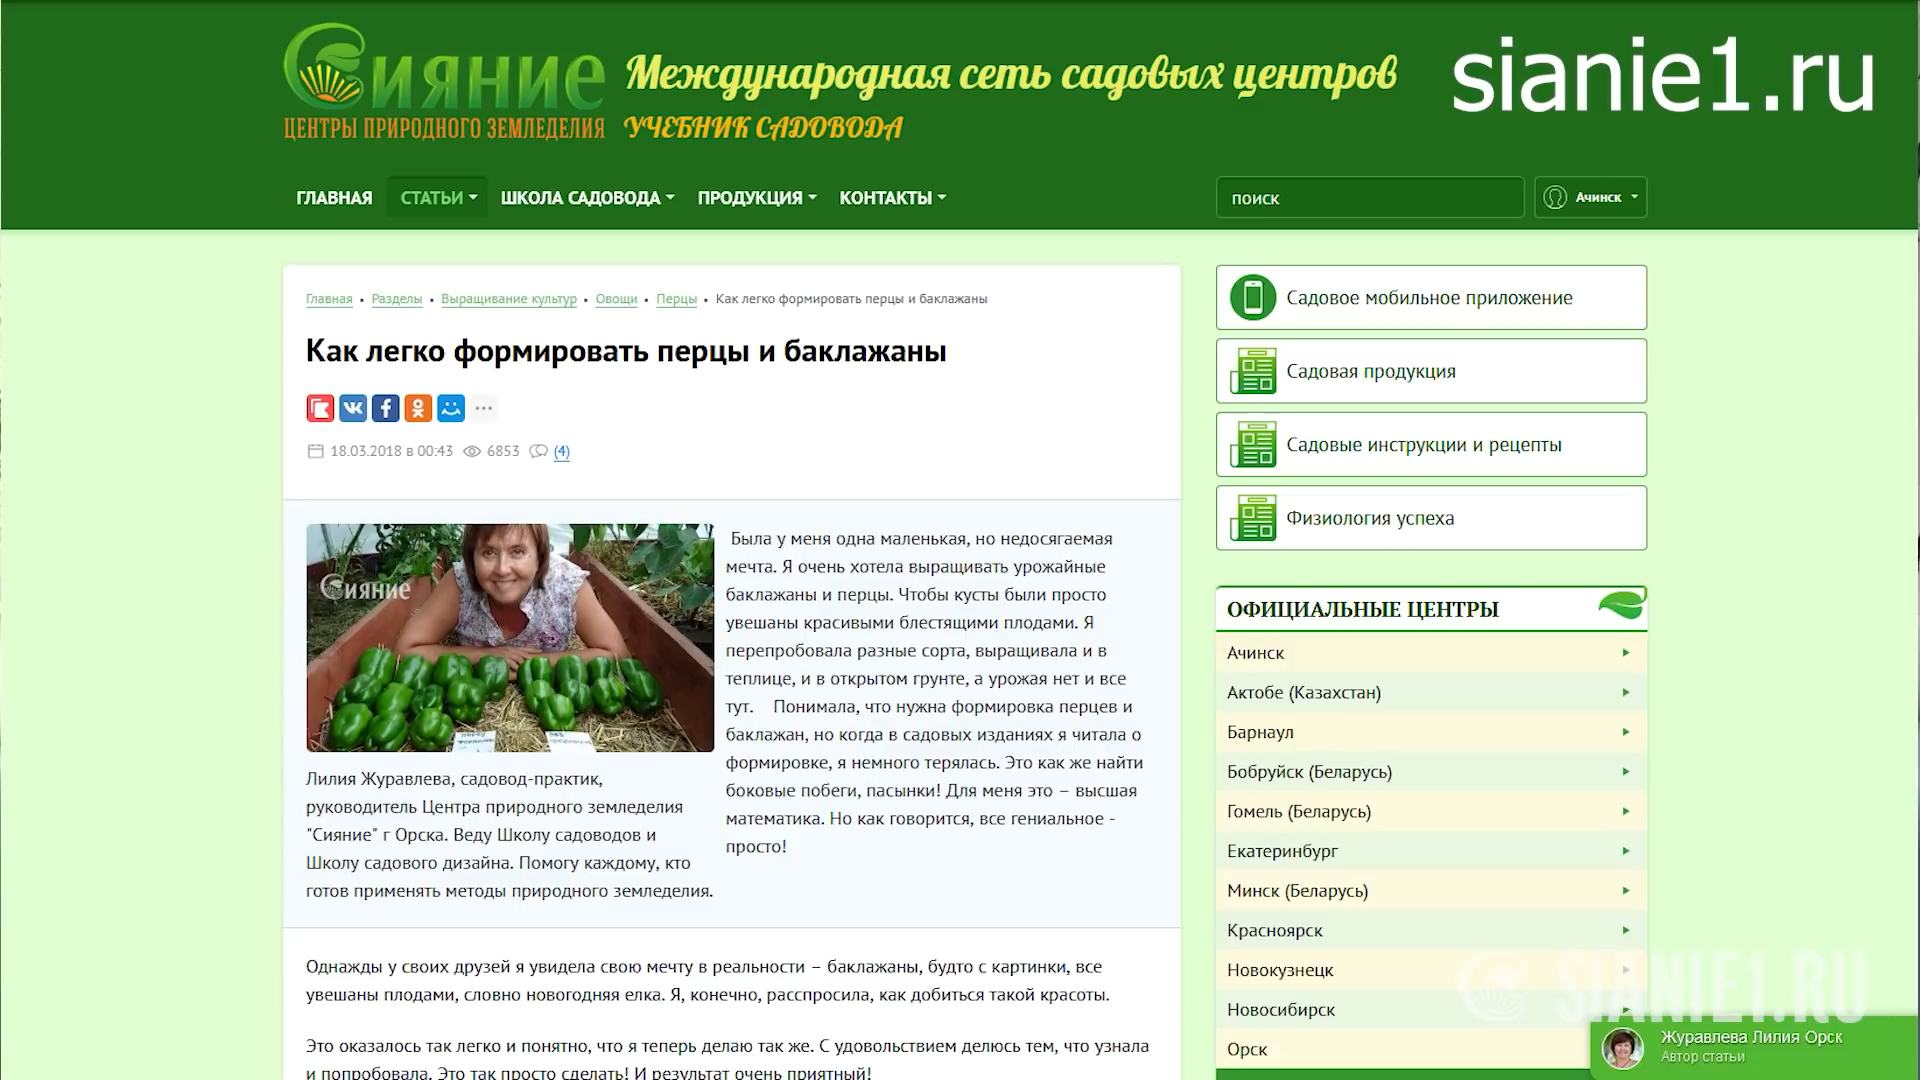 Сияние
ЦЕНТРЫ ПРИРОДНОГО ЗЕМЛЕДЕЛИЯ
Международная сеть садовых центров
УЧЕБНИК САДОВОДА
sianie1.ru
ГЛАВНАЯ
СТАТЬИ
ШКОЛА САДОВОДА
ПРОДУКЦИЯ
КОНТАКТЫ
поиск
Ачинск
Главная • Разделы • Выращивание культур • Овощи • Перцы • Как легко формировать перцы и баклажаны
Как легко формировать перцы и баклажаны
18.03.2018 в 00:43 6853 (4)
Сияние
Лилия Журавлева, садовод-практик,
руководитель Центра природного земледелия
"Сияние" г Орска. Веду Школу садоводов и
Школу садового дизайна. Помогу каждому, кто
готов применять методы природного земледелия.
Была у меня одна маленькая, но недосягаемая
мечта. Я очень хотела выращивать урожайные
баклажаны и перцы. Чтобы кусты были просто
увешаны красивыми блестящими плодами. Я
перепробовала разные сорта, выращивала и в
теплице, и в открытом грунте, а урожая нет и все
тут. Понимала, что нужна формировка перцев и
баклажан, но когда в садовых изданиях я читала о
формировке, я немного терялась. Это как же найти
боковые побеги, пасынки! Для меня это – высшая
математика. Но как говорится, все гениальное -
просто!
Однажды у своих друзей я увидела свою мечту в реальности – баклажаны, будто с картинки, все
увешаны плодами, словно новогодняя елка. Я, конечно, расспросила, как добиться такой красоты.
Это оказалось так легко и понятно, что я теперь делаю так же. С удовольствием делюсь тем, что узнала
и попробовала. Это так просто сделать! И результат очень приятный!
Садовое мобильное приложение
Садовая продукция
Садовые инструкции и рецепты
Физиология успеха
ОФИЦИАЛЬНЫЕ ЦЕНТРЫ
Ачинск
Актобе (Казахстан)
Барнаул
Бобруйск (Беларусь)
Гомель (Беларусь)
Екатеринбург
Минск (Беларусь)
Красноярск
Новокузнецк
Новосибирск
Орск
SIANIE1.RU
Журавлева Лилия Орск
Автор статьи